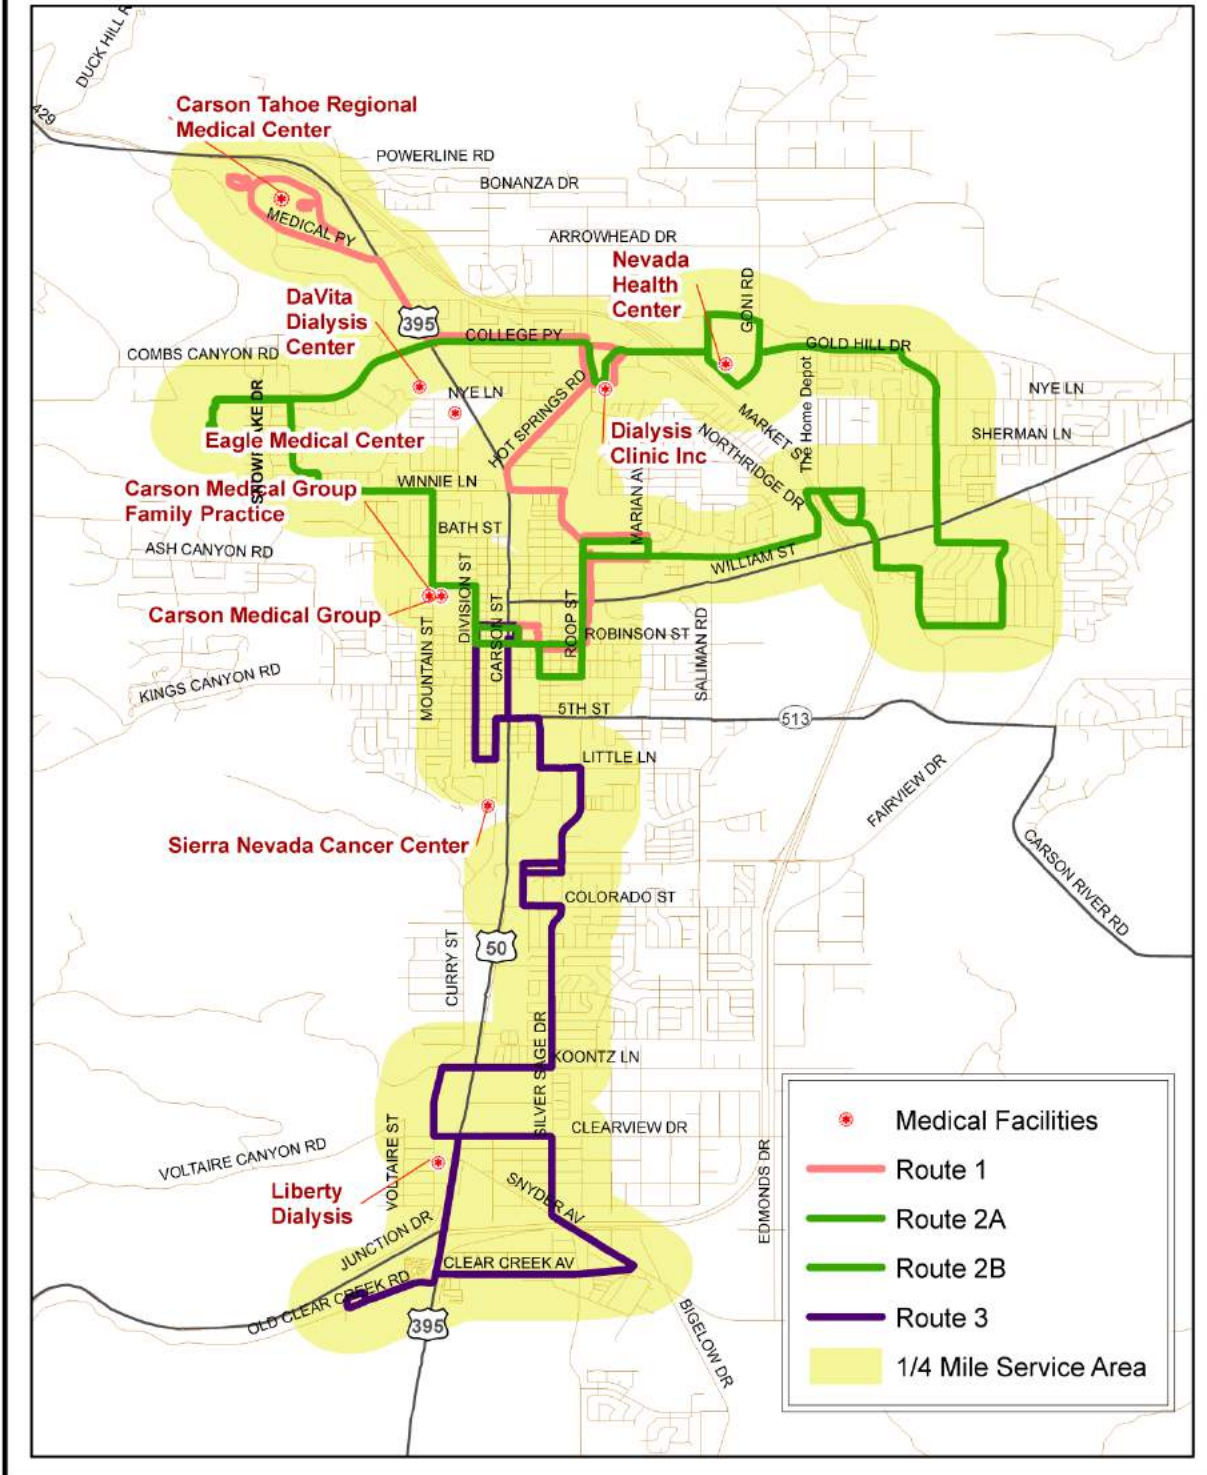 DUCK HILL R
429
Carson Tahoe Regional
Medical Center
POWERLINE RD
BONANZA DR
MEDICAL PY
ARROWHEAD DR
Nevada
Health
Center
GONI RD
DaVita
Dialysis
Center
395
COLLEGE PY
GOLD HILL DR
COMBS CANYON RD
NYE LN
NYE LN
HOT SPRINGS RD
The Home Depot
MARKET ST
SHERMAN LN
Dialysis
Clinic Inc
NORTHRIDGE DR
Eagle Medical Center
Carson Medical Group
Family Practice
WINNIE LN
MARIAN AV
BATH ST
ASH CANYON RD
WILLIAM ST
DIVISION ST
Carson Medical Group
CARSON ST
ROOP ST
ROBINSON ST
MOUNTAIN ST
SALIMAN RD
KINGS CANYON RD
5TH ST
513
LITTLE LN
FAIRVIEW DR
Sierra Nevada Cancer Center
CARSON RIVER RD
COLORADO ST
50
CURRY ST
SILVER SAGE DR
KOONTZ LN
CLEARVIEW DR
VOLTAIRE ST
VOLTAIRE CANYON RD
EDMONDS DR
Liberty
Dialysis
SNYDER AV
JUNCTION DR
CLEAR CREEK AV
OLD CLEAR CREEK RD
395
BIGELOW DR
Medical Facilities
Route 1
Route 2A
Route 2B
Route 3
1/4 Mile Service Area